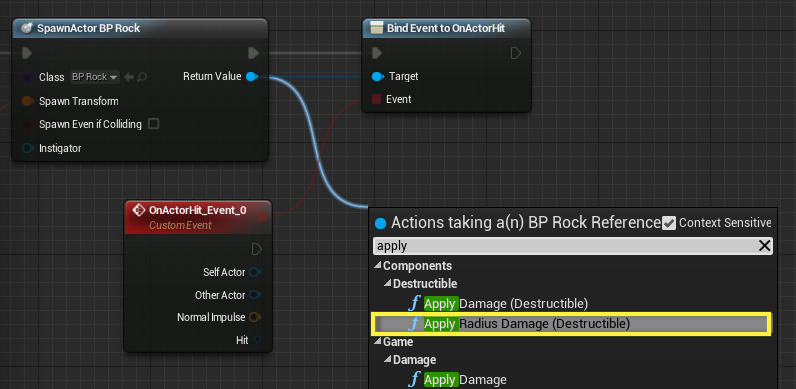 SpawnActor BP Rock
Class BP Rock
Return Value
Spawn Transform
Spawn Even if Colliding
Instigator
Bind Event to OnActorHit
Target
Event
OnActorHit_Event_0
CustomEvent
Self Actor
Other Actor
Normal Impulse
Hit
Actions taking a(n) BP Rock Reference Context Sensitive
apply
Components
Destructible
f Apply Damage (Destructible)
f Apply Radius Damage (Destructible)
Game
Damage
f Apply Damage